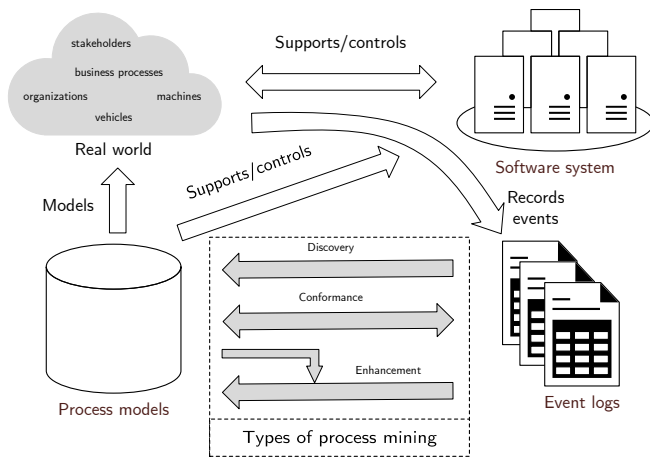 stakeholders
business processes
organizations
machines
vehicles
Real world
Supports/controls
Software system
Supports/controls
Models
Records
events
Discovery
Conformance
Enhancement
Process models
Types of process mining
Event logs